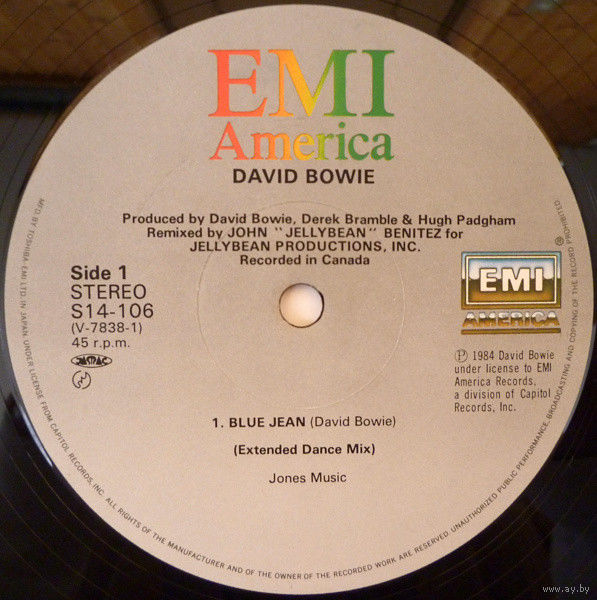 EMI
America
DAVID BOWIE
Produced by David Bowie, Derek Bramble & Hugh Padgham
Remixed by JOHN "JELLYBEAN" BENITEZ for
JELLYBEAN PRODUCTIONS, INC.
Recorded in Canada
Side 1
STEREO
S14-106
(V-7838-1)
45 r.p.m.
JASRAC
®
EMI
AMERICA
Ⓟ 1984 David Bowie
under license to EMI
America Records,
a division of Capitol
Records, Inc.
1. BLUE JEAN (David Bowie)
(Extended Dance Mix)
Jones Music
MFD. BY TOSHIBA EMI LTD. IN JAPAN. UNDER LICENSE FROM CAPITOL RECORDS, INC. ALL RIGHTS OF THE MANUFACTURER AND OF THE OWNER OF THE RECORDED WORK ARE RESERVED. UNAUTHORIZED PUBLIC PERFORMANCE, BROADCASTING AND COPYING OF THE RECORD PROHIBITED.
www.ay.by